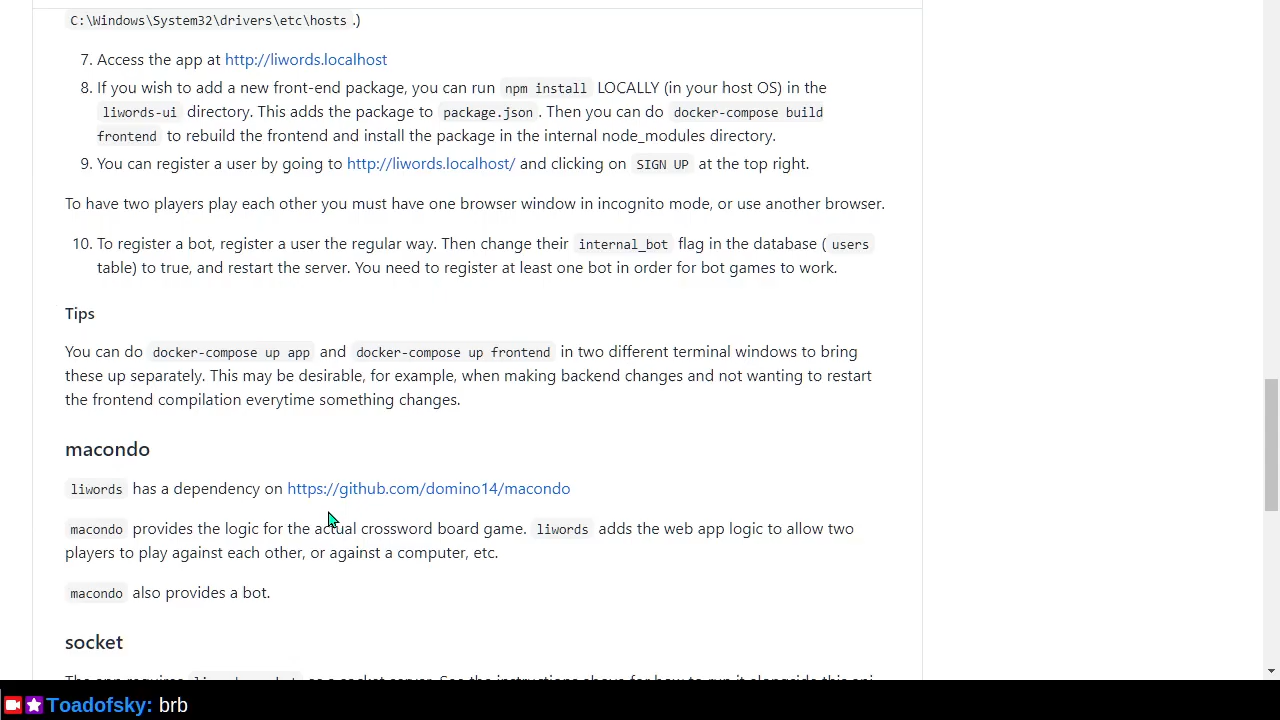 C:\Windows\System32\drivers\etc\hosts .)
7. Access the app at http://liwords.localhost
8. If you wish to add a new front-end package, you can run npm install LOCALLY (in your host OS) in the
liwords-ui directory. This adds the package to package.json . Then you can do docker-compose build
frontend to rebuild the frontend and install the package in the internal node_modules directory.
9. You can register a user by going to http://liwords.localhost/ and clicking on SIGN UP at the top right.
To have two players play each other you must have one browser window in incognito mode, or use another browser.
10. To register a bot, register a user the regular way. Then change their internal_bot flag in the database ( users
table) to true, and restart the server. You need to register at least one bot in order for bot games to work.
Tips
You can do docker-compose up app and docker-compose up frontend in two different terminal windows to bring
these up separately. This may be desirable, for example, when making backend changes and not wanting to restart
the frontend compilation everytime something changes.
macondo
liwords has a dependency on https://github.com/domino14/macondo
macondo provides the logic for the actual crossword board game. liwords adds the web app logic to allow two
players to play against each other, or against a computer, etc.
macondo also provides a bot.
socket
Toadofsky: brb